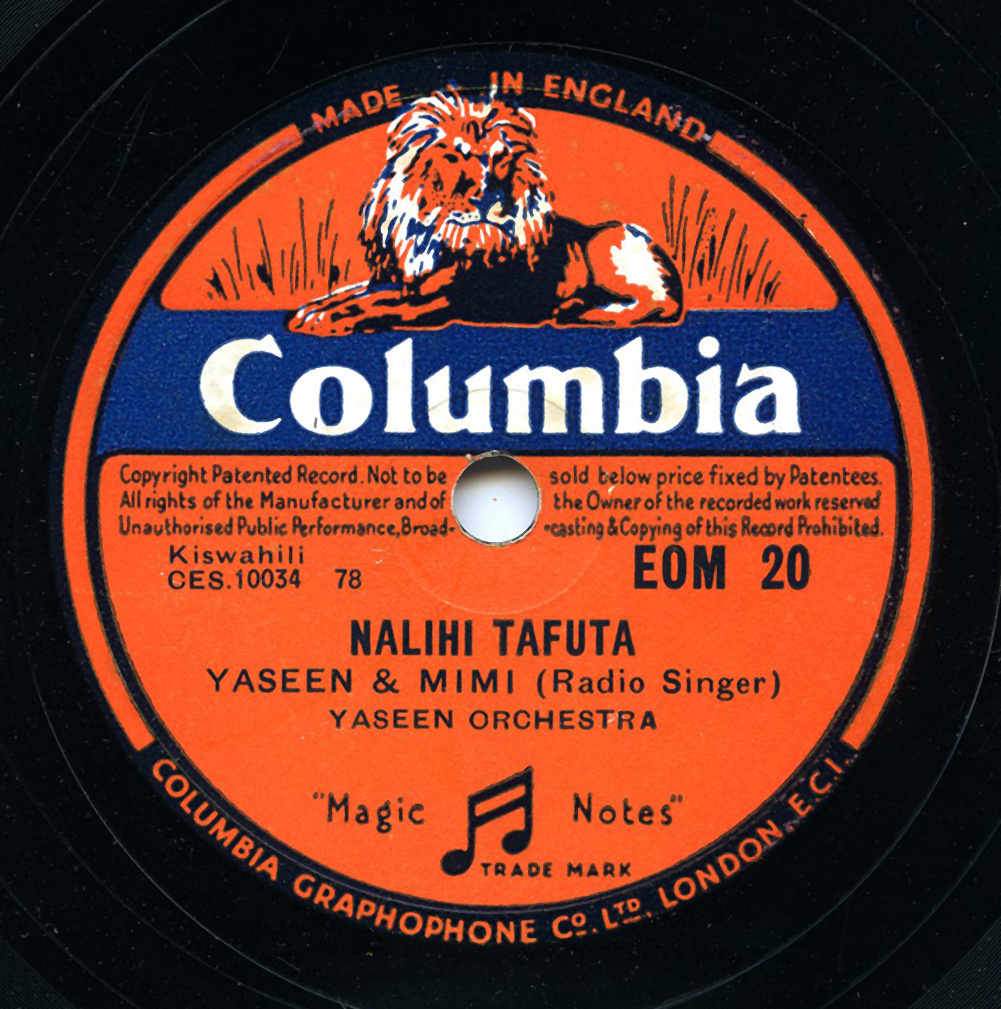 MADE IN ENGLAND
Columbia
Copyright Patented Record. Not to be sold below price fixed by Patentees.
All rights of the Manufacturer and of the Owner of the recorded work reserved
Unauthorised Public Performance, Broad- -casting & Copying of this Record Prohibited.
Kiswahili
CES.10034 78
EOM 20
NALIHI TAFUTA
YASEEN & MIMI (Radio Singer)
YASEEN ORCHESTRA
"Magic Notes"
TRADE MARK
COLUMBIA GRAPHOPHONE CO. LTD. LONDON E.C.1.